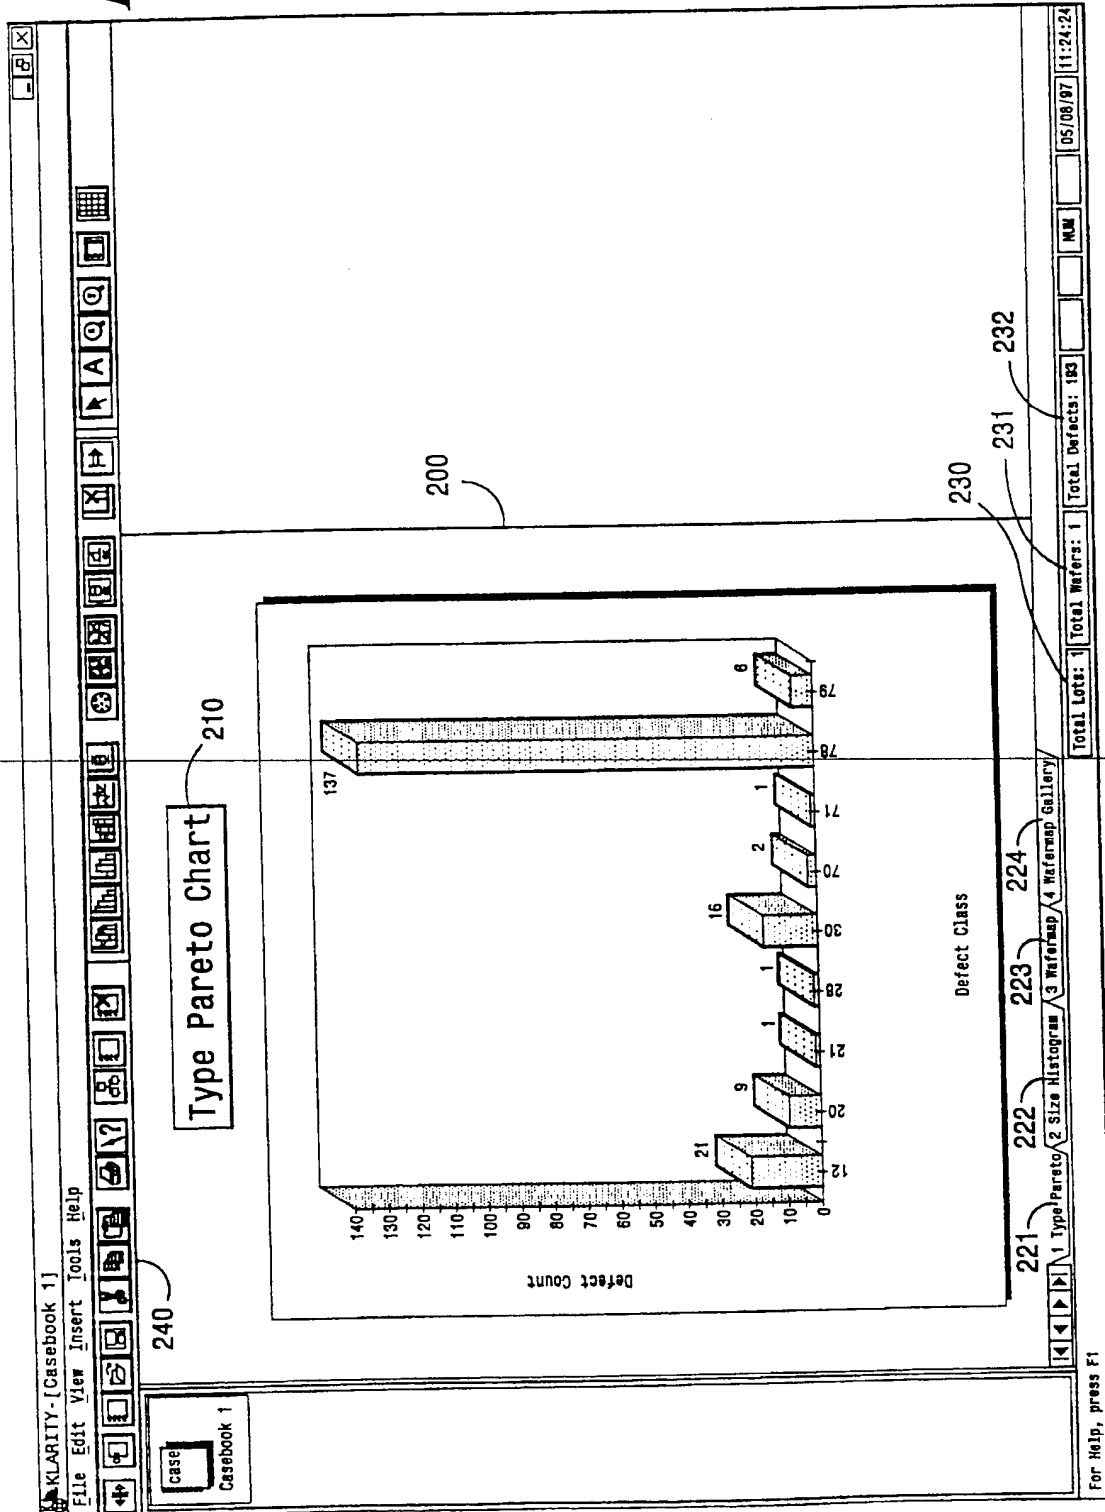 KLARITY-[Casebook 1]
File Edit View Insert Tools Help
A
case
Casebook 1
240
Type Pareto Chart
210
200
Defect Count
140
130
120
110
100
90
80
70
60
50
40
30
20
10
0
21
9
1
1
16
2
1
137
6
12
20
21
28
30
70
71
78
79
Defect Class
221
222
223
224
230
231
232
1 Type Pareto
2 Size Histogram
3 Wafermap
4 Wafermap Gallery
For Help, press F1
Total Lots: 1
Total Wafers: 1
Total Defects: 193
NUM
05/08/97
11:24:24